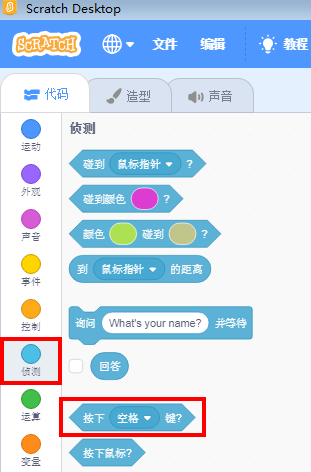 Scratch Desktop
SCRATCH 文件 编辑 教程
代码 造型 声音
运动
外观
声音
事件
控制
侦测
运算
变量
侦测
碰到 鼠标指针 ?
碰到颜色 ?
颜色 碰到 ?
到 鼠标指针 的距离
询问 What's your name? 并等待
回答
按下 空格 键?
按下鼠标?